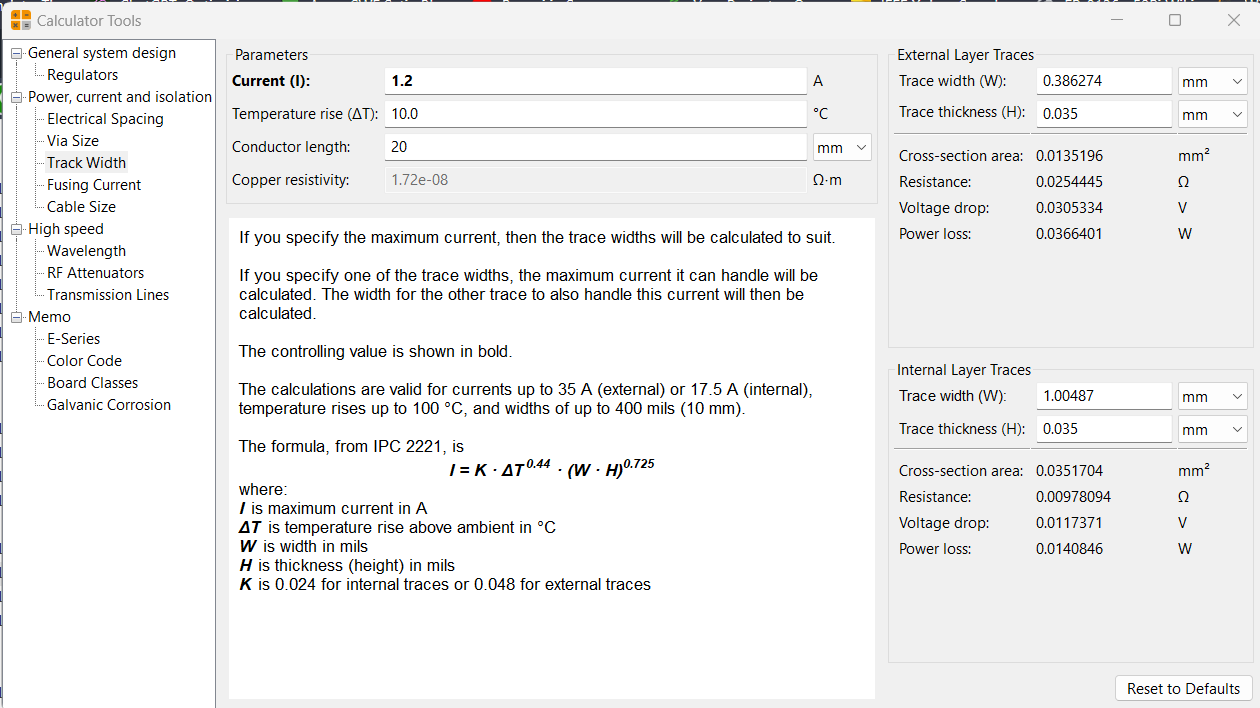 Calculator Tools
General system design
Regulators
Power, current and isolation
Electrical Spacing
Via Size
Track Width
Fusing Current
Cable Size
High speed
Wavelength
RF Attenuators
Transmission Lines
Memo
E-Series
Color Code
Board Classes
Galvanic Corrosion
Parameters
Current (I): 1.2 A
Temperature rise (ΔT): 10.0 °C
Conductor length: 20 mm
Copper resistivity: 1.72e-08 Ω·m
If you specify the maximum current, then the trace widths will be calculated to suit.
If you specify one of the trace widths, the maximum current it can handle will be
calculated. The width for the other trace to also handle this current will then be
calculated.
The controlling value is shown in bold.
The calculations are valid for currents up to 35 A (external) or 17.5 A (internal),
temperature rises up to 100 °C, and widths of up to 400 mils (10 mm).
The formula, from IPC 2221, is
I = K · ΔT^0.44 · (W · H)^0.725
where:
I is maximum current in A
ΔT is temperature rise above ambient in °C
W is width in mils
H is thickness (height) in mils
K is 0.024 for internal traces or 0.048 for external traces
External Layer Traces
Trace width (W): 0.386274 mm
Trace thickness (H): 0.035 mm
Cross-section area: 0.0135196 mm²
Resistance: 0.0254445 Ω
Voltage drop: 0.0305334 V
Power loss: 0.0366401 W
Internal Layer Traces
Trace width (W): 1.00487 mm
Trace thickness (H): 0.035 mm
Cross-section area: 0.0351704 mm²
Resistance: 0.00978094 Ω
Voltage drop: 0.0117371 V
Power loss: 0.0140846 W
Reset to Defaults